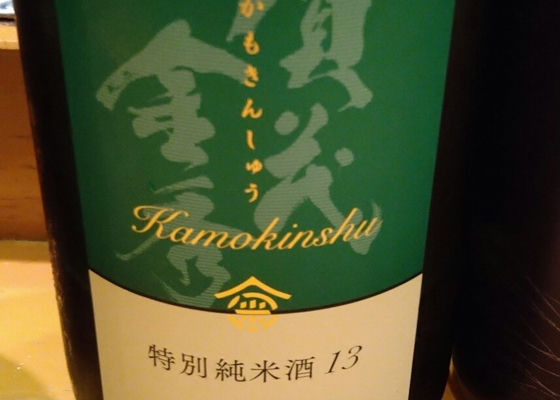 賀茂
金秀
かもきんしゅう
Kamokinshu
特別純米酒 13